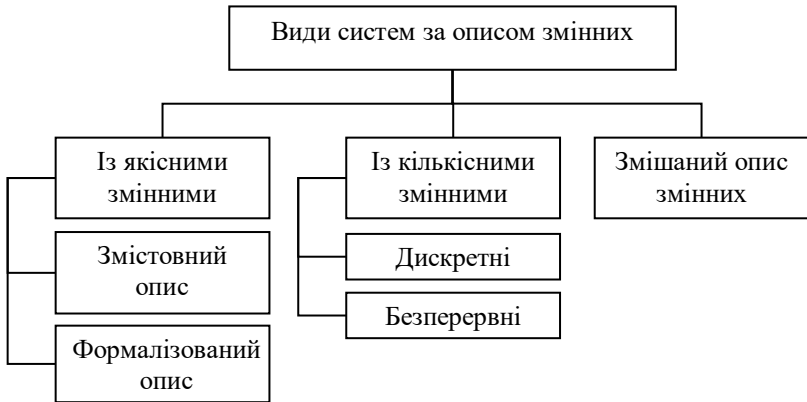 Види систем за описом змінних
Із якісними
змінними
Із кількісними
змінними
Змішаний опис
змінних
Змістовний
опис
Дискретні
Безперервні
Формалізований
опис